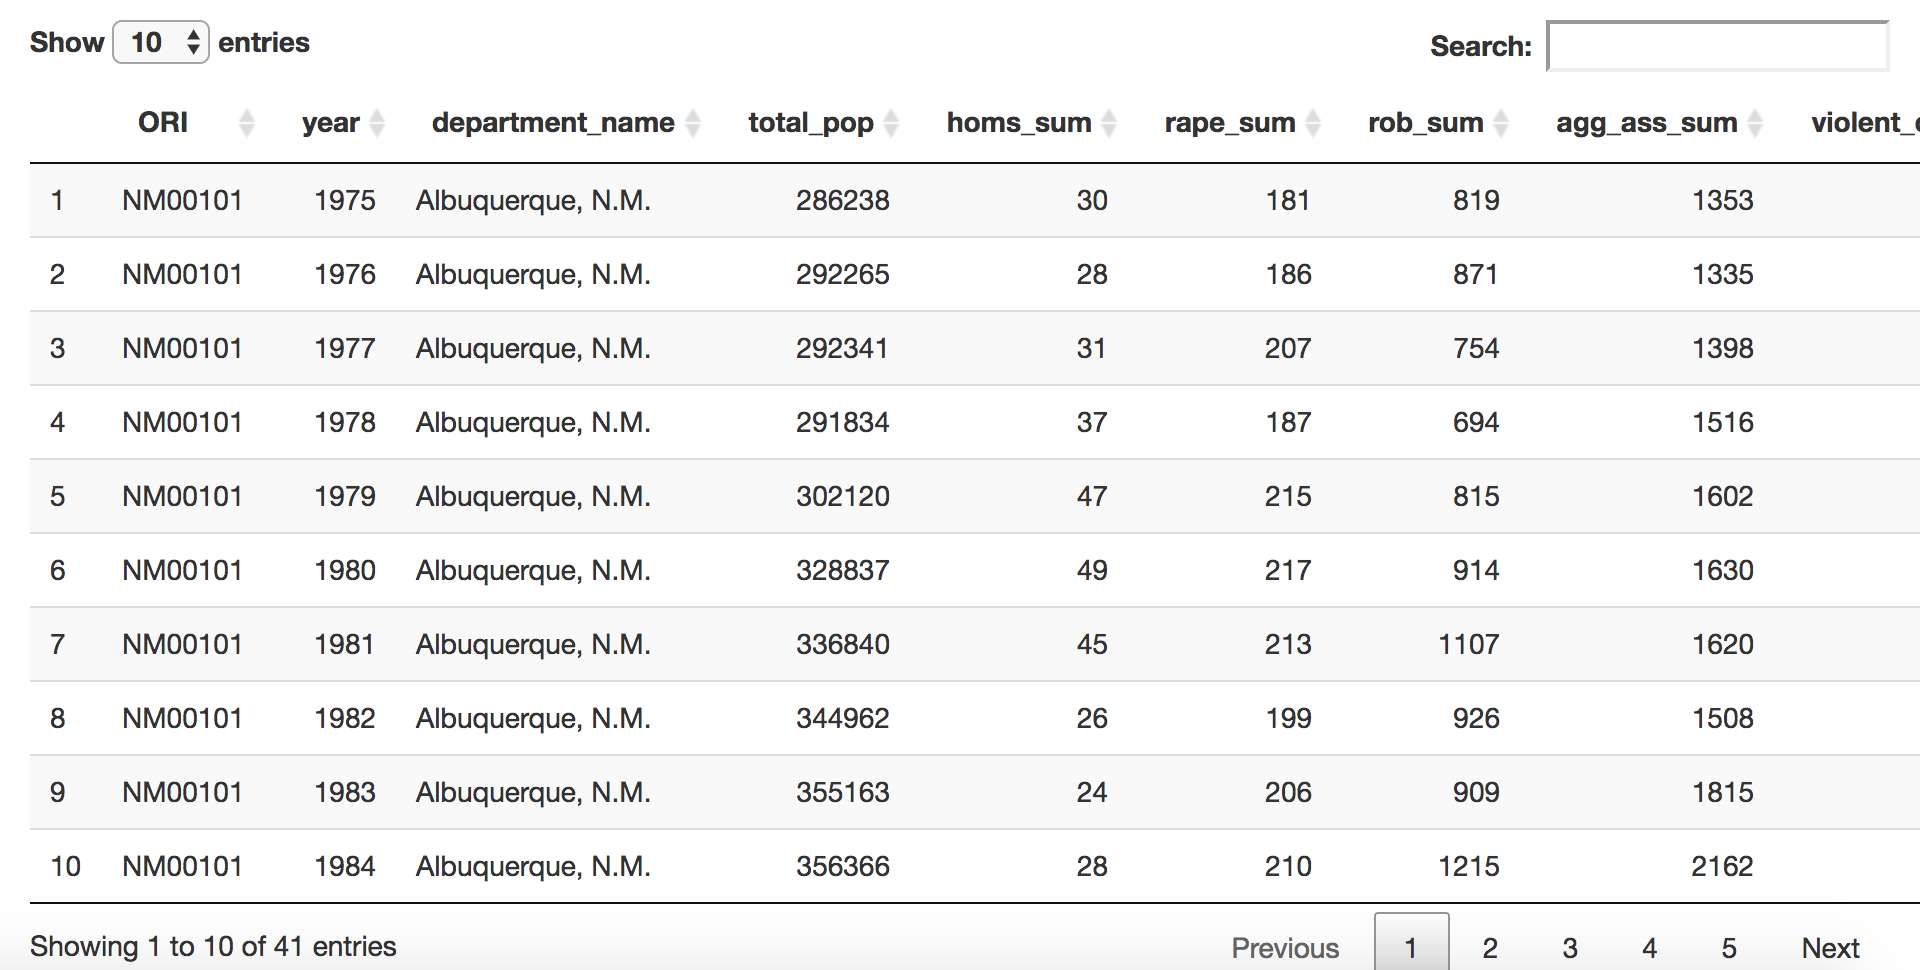 Show 10 entries Search:
ORI year department_name total_pop homs_sum rape_sum rob_sum agg_ass_sum violent_
1 NM00101 1975 Albuquerque, N.M. 286238 30 181 819 1353
2 NM00101 1976 Albuquerque, N.M. 292265 28 186 871 1335
3 NM00101 1977 Albuquerque, N.M. 292341 31 207 754 1398
4 NM00101 1978 Albuquerque, N.M. 291834 37 187 694 1516
5 NM00101 1979 Albuquerque, N.M. 302120 47 215 815 1602
6 NM00101 1980 Albuquerque, N.M. 328837 49 217 914 1630
7 NM00101 1981 Albuquerque, N.M. 336840 45 213 1107 1620
8 NM00101 1982 Albuquerque, N.M. 344962 26 199 926 1508
9 NM00101 1983 Albuquerque, N.M. 355163 24 206 909 1815
10 NM00101 1984 Albuquerque, N.M. 356366 28 210 1215 2162
Showing 1 to 10 of 41 entries Previous 1 2 3 4 5 Next